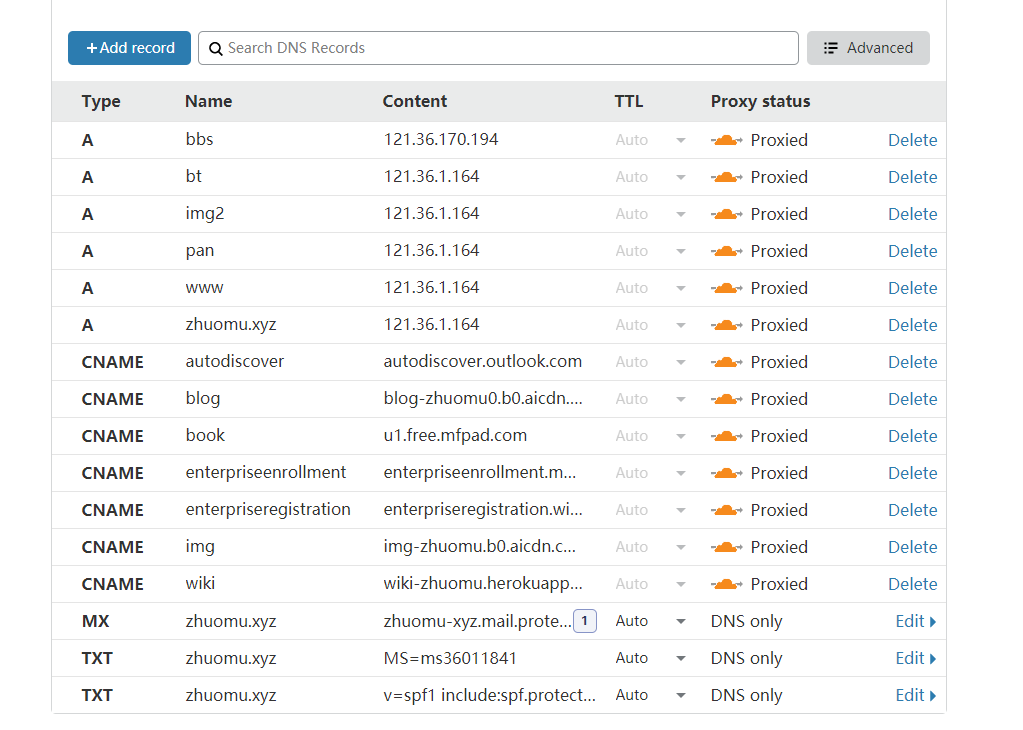 + Add record Search DNS Records Advanced
Type Name Content TTL Proxy status
A bbs 121.36.170.194 Auto Proxied Delete
A bt 121.36.1.164 Auto Proxied Delete
A img2 121.36.1.164 Auto Proxied Delete
A pan 121.36.1.164 Auto Proxied Delete
A www 121.36.1.164 Auto Proxied Delete
A zhuomu.xyz 121.36.1.164 Auto Proxied Delete
CNAME autodiscover autodiscover.outlook.com Auto Proxied Delete
CNAME blog blog-zhuomu0.b0.aicdn.... Auto Proxied Delete
CNAME book u1.free.mfpad.com Auto Proxied Delete
CNAME enterpriseenrollment enterpriseenrollment.m... Auto Proxied Delete
CNAME enterpriseregistration enterpriseregistration.wi... Auto Proxied Delete
CNAME img img-zhuomu.b0.aicdn.c... Auto Proxied Delete
CNAME wiki wiki-zhuomu.herokuapp... Auto Proxied Delete
MX zhuomu.xyz zhuomu-xyz.mail.prote... 1 Auto DNS only Edit
TXT zhuomu.xyz MS=ms36011841 Auto DNS only Edit
TXT zhuomu.xyz v=spf1 include:spf.protect... Auto DNS only Edit